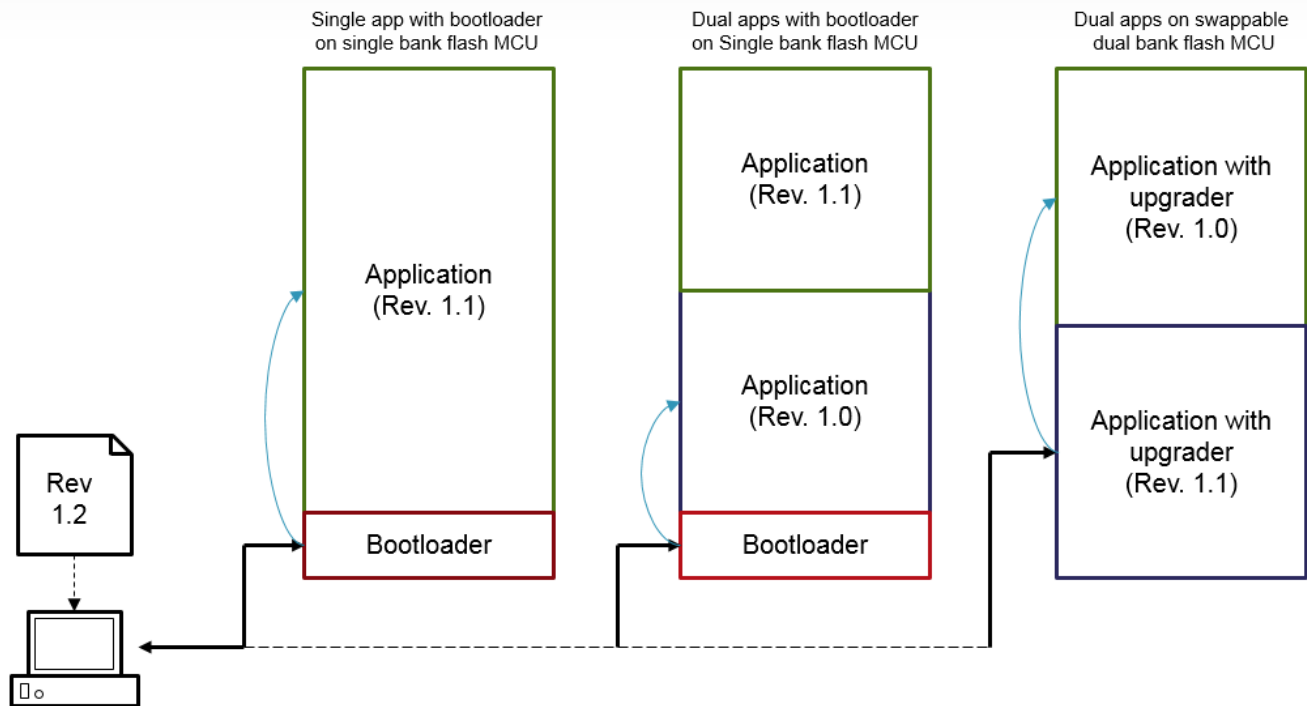 Single app with bootloader
on single bank flash MCU
Dual apps with bootloader
on Single bank flash MCU
Dual apps on swappable
dual bank flash MCU
Application
(Rev. 1.1)
Bootloader
Application
(Rev. 1.1)
Application
(Rev. 1.0)
Bootloader
Application with
upgrader
(Rev. 1.0)
Application with
upgrader
(Rev. 1.1)
Rev
1.2